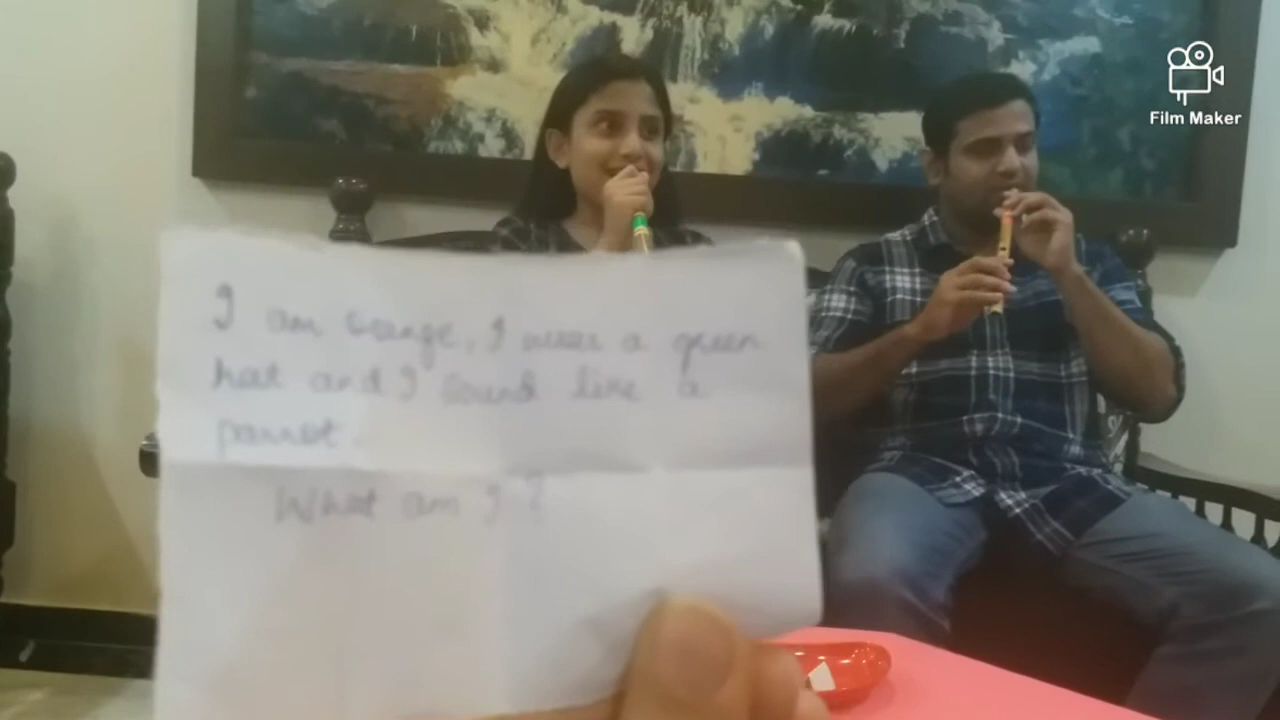 I am orange, I wear a green
hat and I sound like a
parrot.
What am I?
Film Maker